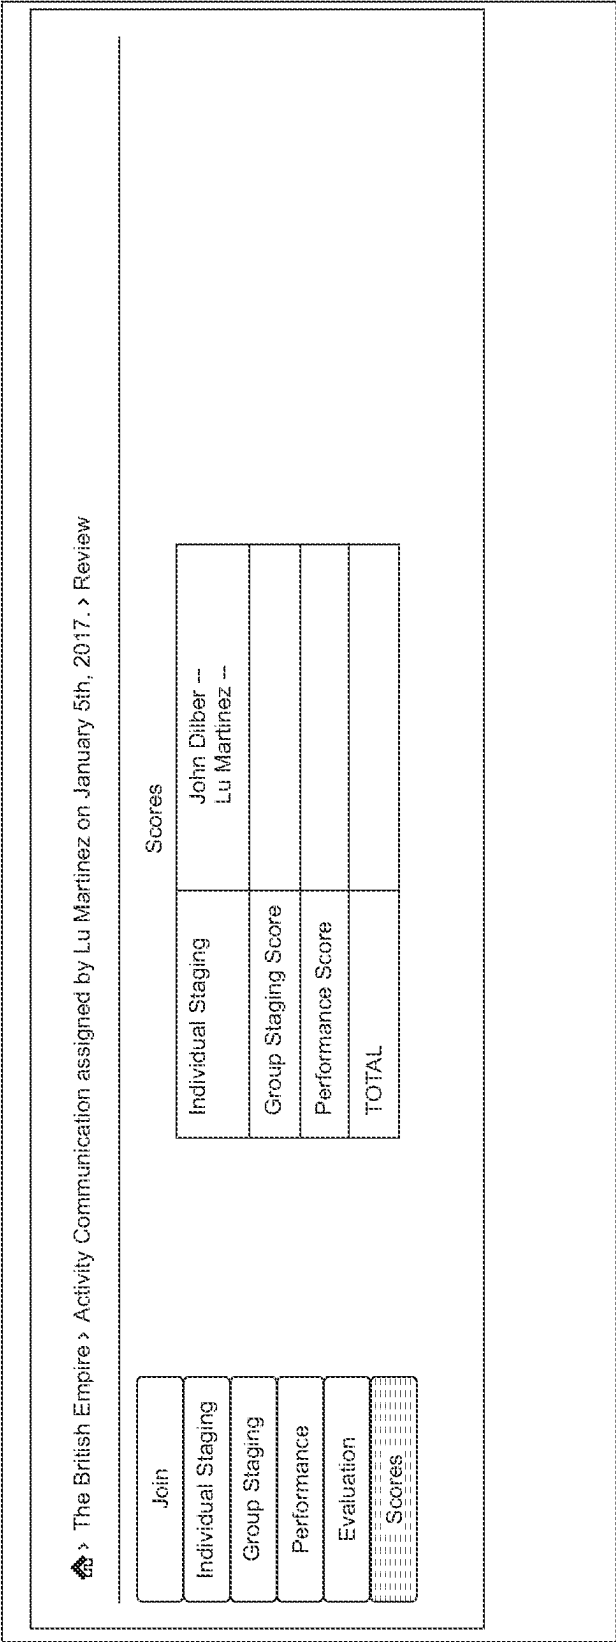 › The British Empire › Activity Communication assigned by Lu Martinez on January 5th, 2017. › Review
Join
Individual Staging
Group Staging
Performance
Evaluation
Scores
Scores
Individual Staging
John Dilber --
Lu Martinez --
Group Staging Score
Performance Score
TOTAL